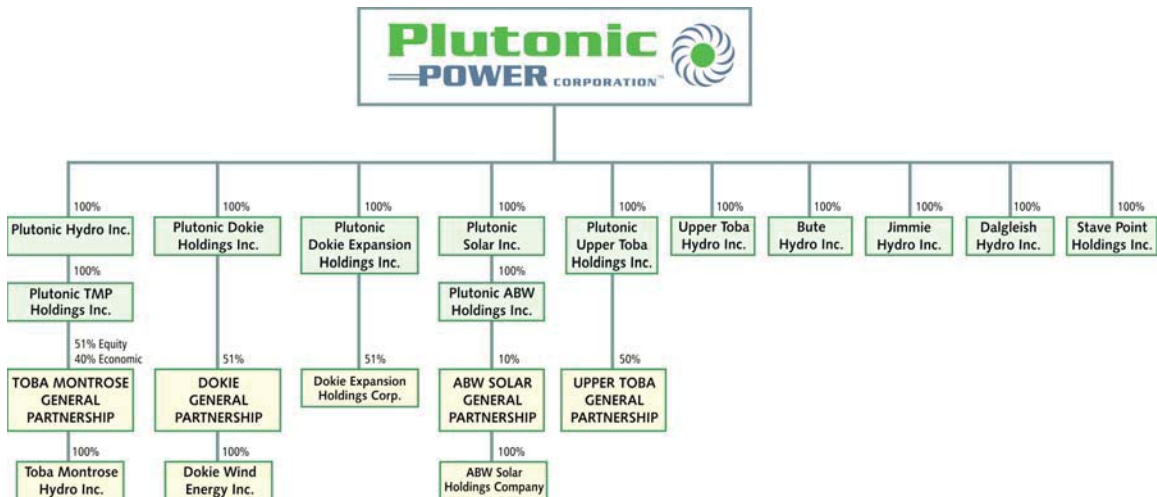 Plutonic
POWER CORPORATION™
100%
Plutonic Hydro Inc.
100%
Plutonic TMP
Holdings Inc.
51% Equity
40% Economic
TOBA MONTROSE
GENERAL
PARTNERSHIP
100%
Toba Montrose
Hydro Inc.
100%
Plutonic Dokie
Holdings Inc.
51%
DOKIE
GENERAL
PARTNERSHIP
100%
Dokie Wind
Energy Inc.
100%
Plutonic
Dokie Expansion
Holdings Inc.
51%
Dokie Expansion
Holdings Corp.
100%
Plutonic
Solar Inc.
100%
Plutonic ABW
Holdings Inc.
10%
ABW SOLAR
GENERAL
PARTNERSHIP
100%
ABW Solar
Holdings Company
100%
Plutonic
Upper Toba
Holdings Inc.
50%
UPPER TOBA
GENERAL
PARTNERSHIP
100%
Upper Toba
Hydro Inc.
100%
Bute
Hydro Inc.
100%
Jimmie
Hydro Inc.
100%
Dalgleish
Hydro Inc.
100%
Stave Point
Holdings Inc.